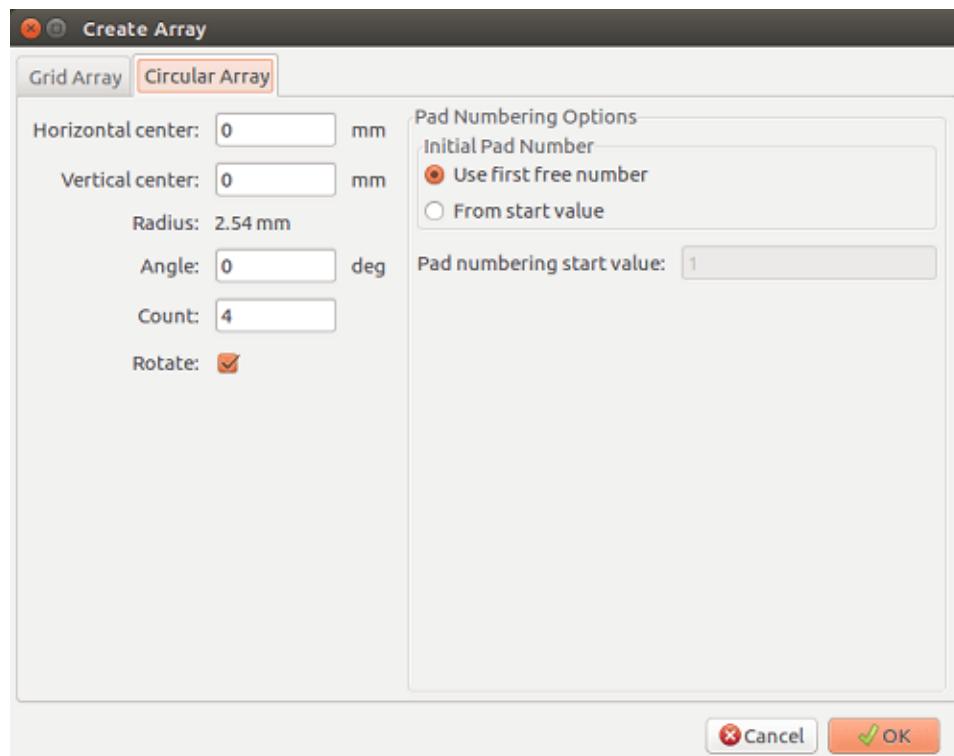 Create Array
Grid Array Circular Array
Horizontal center: 0 mm
Vertical center: 0 mm
Radius: 2.54 mm
Angle: 0 deg
Count: 4
Rotate:
Pad Numbering Options
Initial Pad Number
Use first free number
From start value
Pad numbering start value: 1
Cancel OK